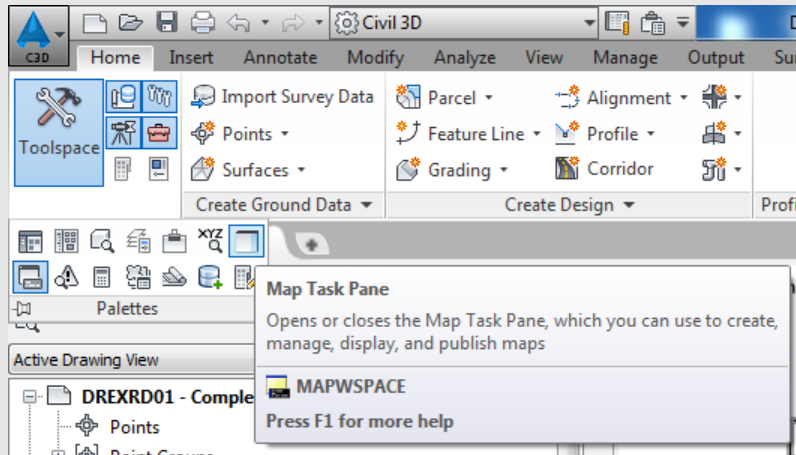 Civil 3D
C3D
Home Insert Annotate Modify Analyze View Manage Output
Import Survey Data Parcel Alignment
Toolspace
Points Feature Line Profile
Surfaces Grading Corridor
Create Ground Data Create Design
XYZ
Palettes
Map Task Pane
Opens or closes the Map Task Pane, which you can use to create,
manage, display, and publish maps
MAPWSPACE
Press F1 for more help
Active Drawing View
DREXRD01 - Comple
Points